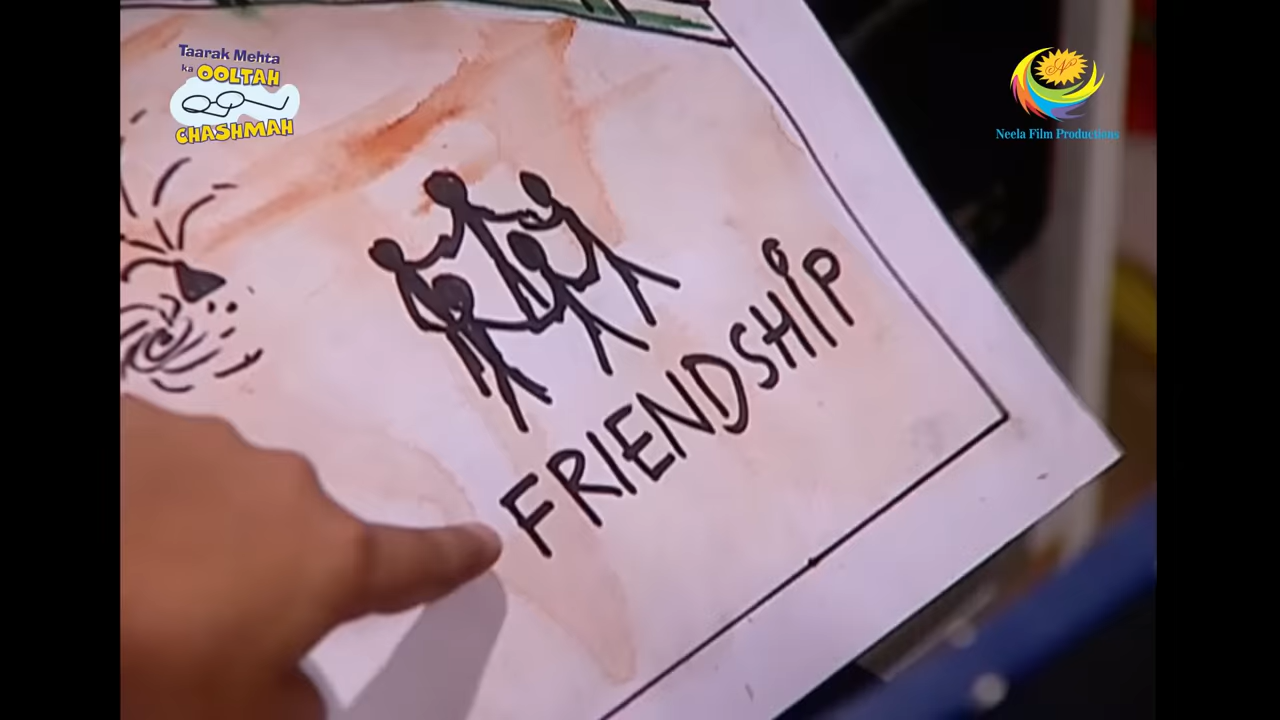 Taarak Mehta
ka OOLTAH
CHASHMAH
Neela Film Productions
FRIENDSHIP